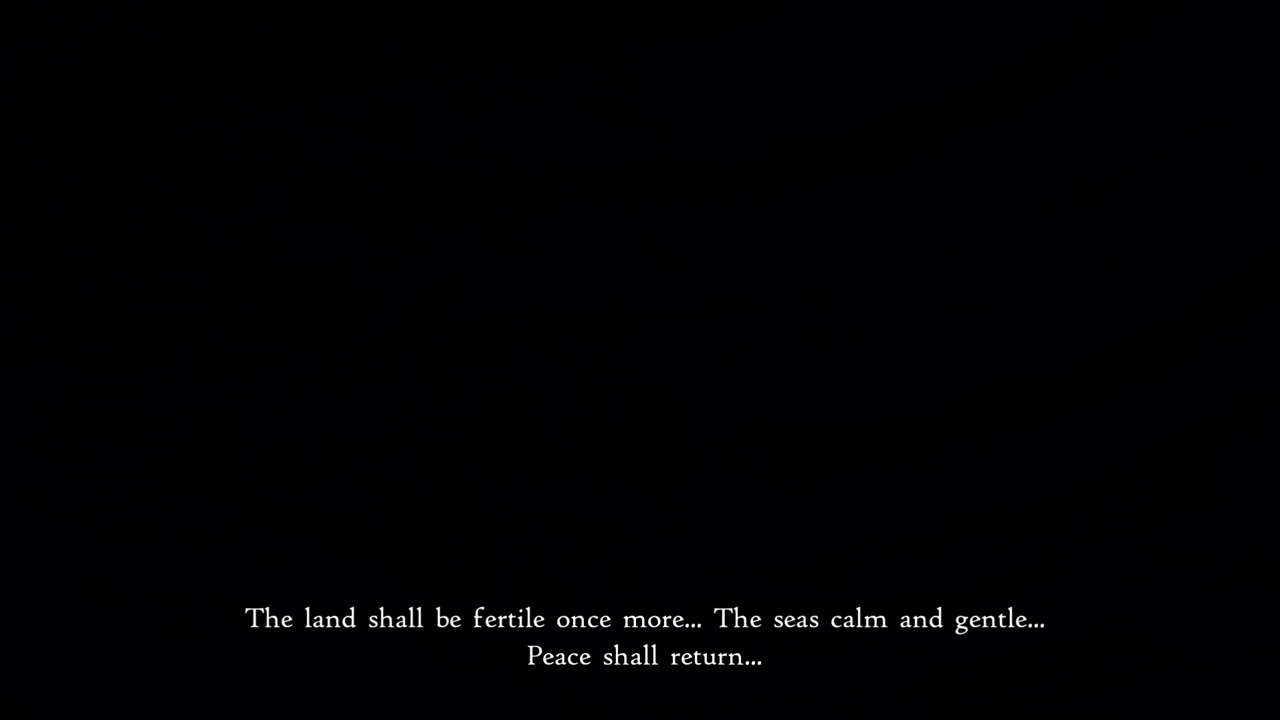 The land shall be fertile once more... The seas calm and gentle...
Peace shall return...